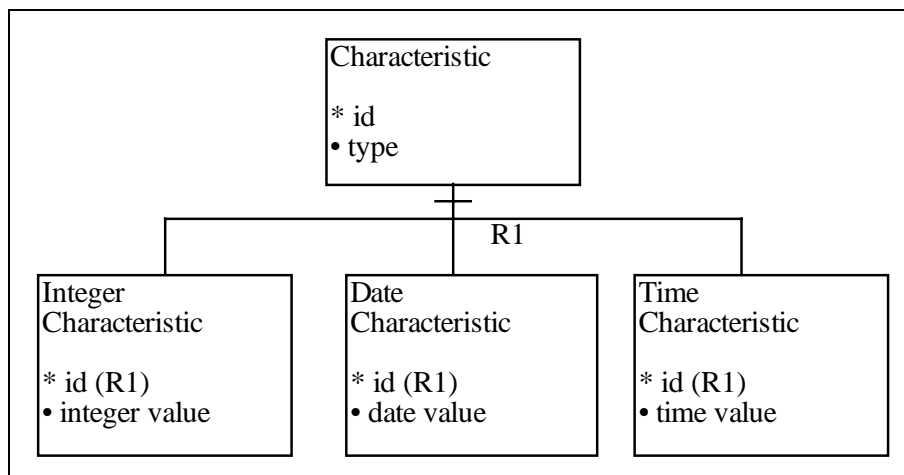 Characteristic
* id
• type
R1
Integer
Characteristic
* id (R1)
• integer value
Date
Characteristic
* id (R1)
• date value
Time
Characteristic
* id (R1)
• time value